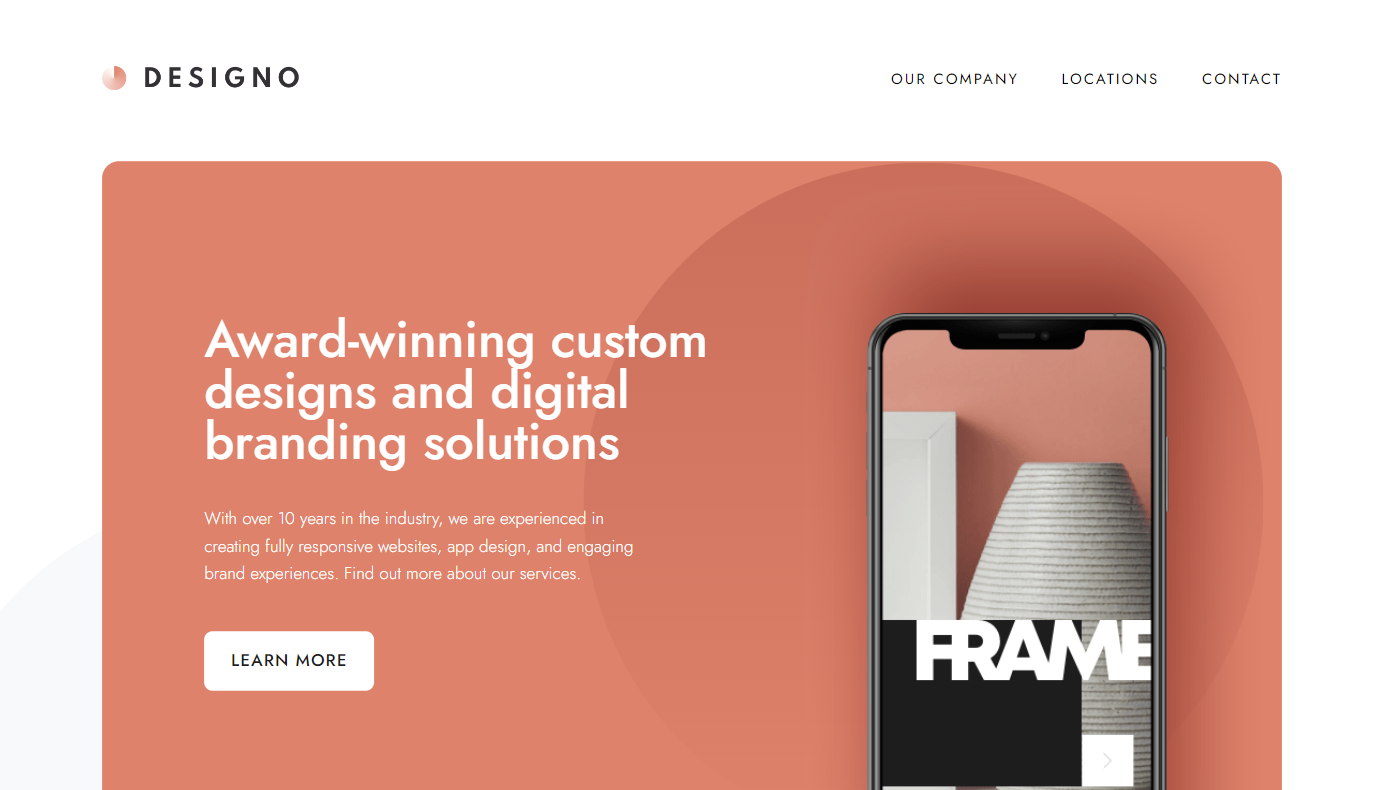 DESIGNO
OUR COMPANY
LOCATIONS
CONTACT
Award-winning custom
designs and digital
branding solutions
With over 10 years in the industry, we are experienced in
creating fully responsive websites, app design, and engaging
brand experiences. Find out more about our services.
LEARN MORE
FRAME